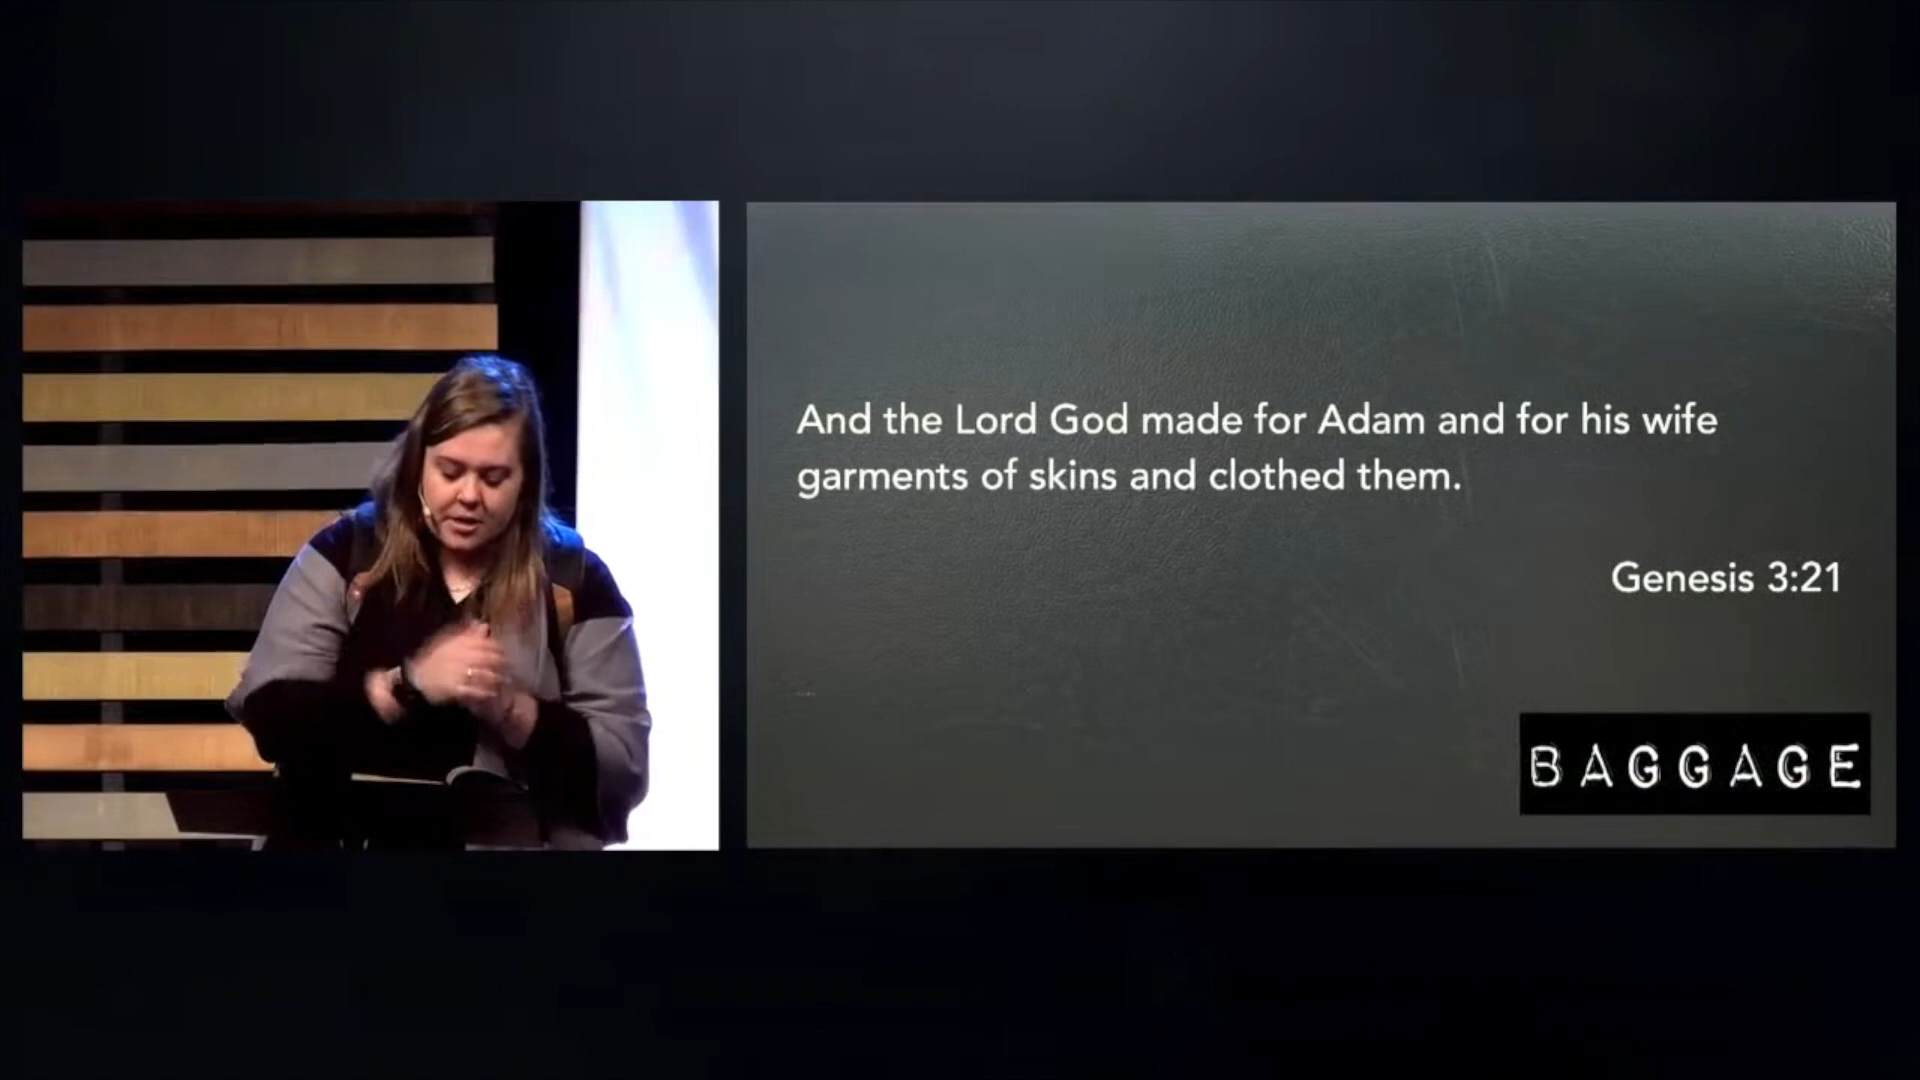 And the Lord God made for Adam and for his wife
garments of skins and clothed them.
Genesis 3:21
BAGGAGE